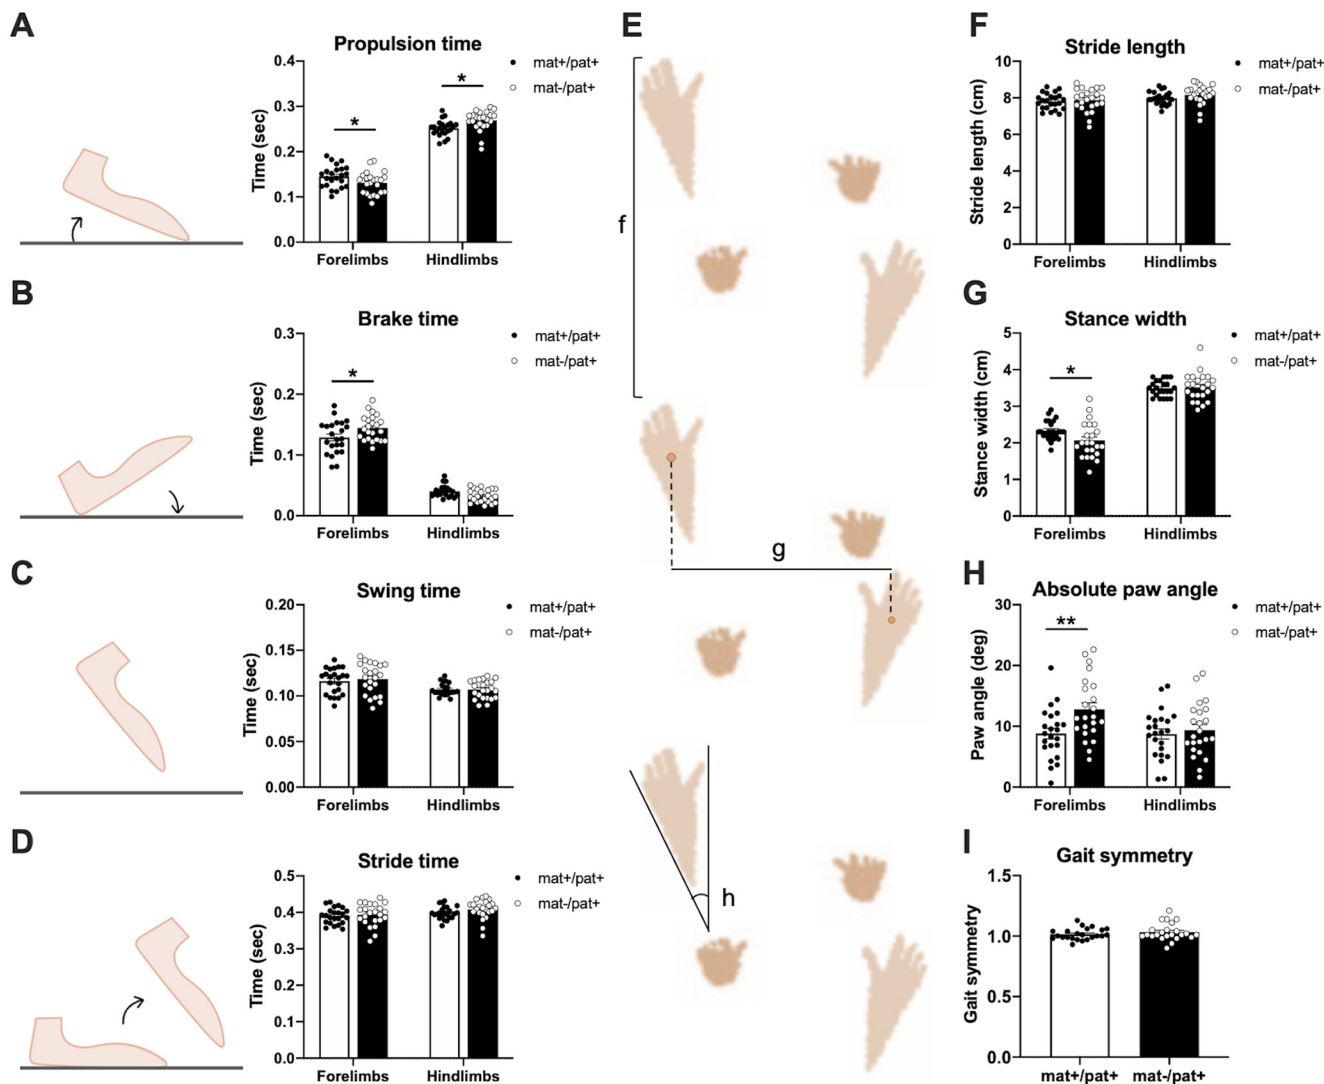 A
Propulsion time
mat+/pat+
mat-/pat+
Time (sec)
0.4
0.3
0.2
0.1
0.0
*
*
Forelimbs
Hindlimbs
B
Brake time
mat+/pat+
mat-/pat+
Time (sec)
0.3
0.2
0.1
0.0
*
Forelimbs
Hindlimbs
C
Swing time
mat+/pat+
mat-/pat+
Time (sec)
0.20
0.15
0.10
0.05
0.00
Forelimbs
Hindlimbs
D
Stride time
mat+/pat+
mat-/pat+
Time (sec)
0.5
0.4
0.3
0.2
0.1
0.0
Forelimbs
Hindlimbs
E
f
g
h
F
Stride length
mat+/pat+
mat-/pat+
Stride length (cm)
10
8
6
4
2
0
Forelimbs
Hindlimbs
G
Stance width
mat+/pat+
mat-/pat+
Stance width (cm)
5
4
3
2
1
0
*
Forelimbs
Hindlimbs
H
Absolute paw angle
mat+/pat+
mat-/pat+
Paw angle (deg)
30
20
10
0
**
Forelimbs
Hindlimbs
I
Gait symmetry
Gait symmetry
1.5
1.0
0.5
0.0
mat+/pat+
mat-/pat+